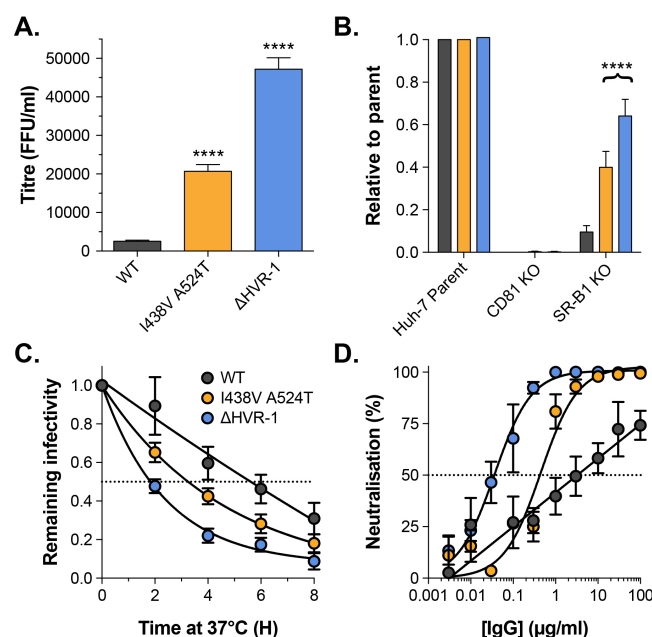 A.
Titre (FFU/ml)
50000
40000
30000
20000
10000
0
****
****
WT
I438V A524T
ΔHVR-1
B.
Relative to parent
1.0
0.8
0.6
0.4
0.2
0.0
****
Huh-7 Parent
CD81 KO
SR-B1 KO
C.
Remaining infectivity
1.0
0.8
0.6
0.4
0.2
0.0
WT
I438V A524T
ΔHVR-1
0 2 4 6 8
Time at 37°C (H)
D.
Neutralisation (%)
100
75
50
25
0
0.001 0.01 0.1 1 10 100
[IgG] (μg/ml)